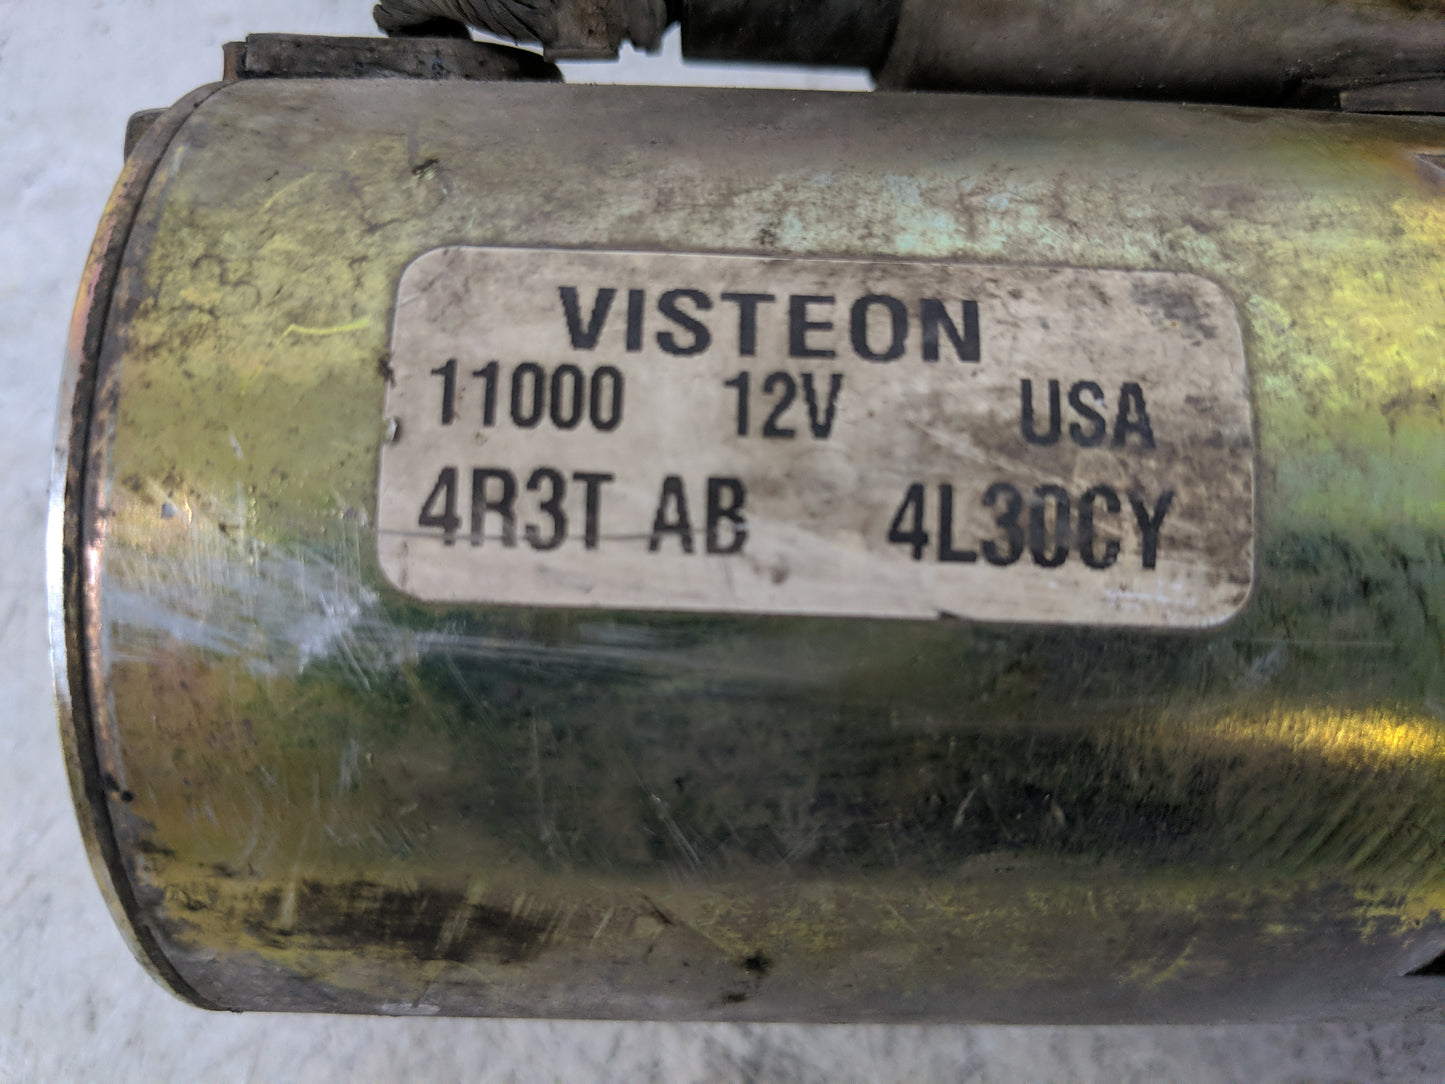 VISTEON
11000 12V USA
4R3T AB 4L30CY